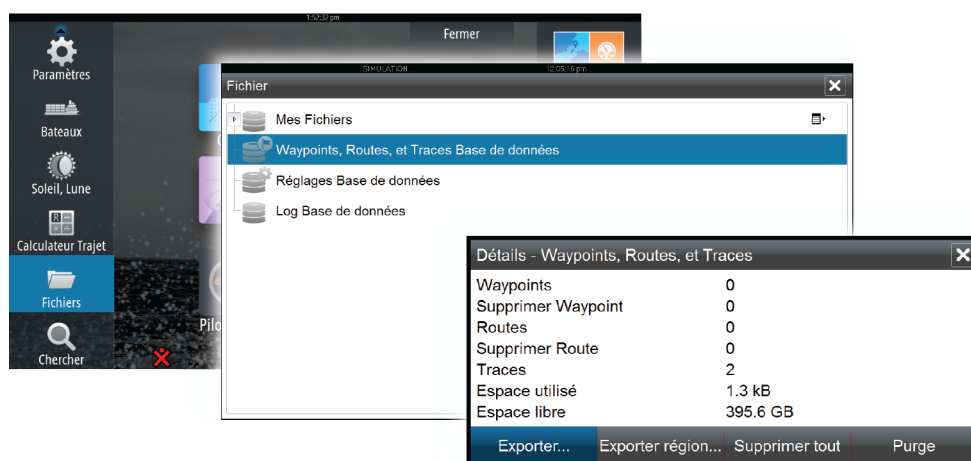 1:52:32 pm
Fermer
Paramètres
Bateaux
Soleil, Lune
Calculateur Trajet
Fichiers
Chercher
Pilo
SIMULATION 12:05:16 pm
Fichier
Mes Fichiers
Waypoints, Routes, et Traces Base de données
Réglages Base de données
Log Base de données
Détails - Waypoints, Routes, et Traces
Waypoints 0
Supprimer Waypoint 0
Routes 0
Supprimer Route 0
Traces 2
Espace utilisé 1.3 kB
Espace libre 395.6 GB
Exporter... Exporter région... Supprimer tout Purge